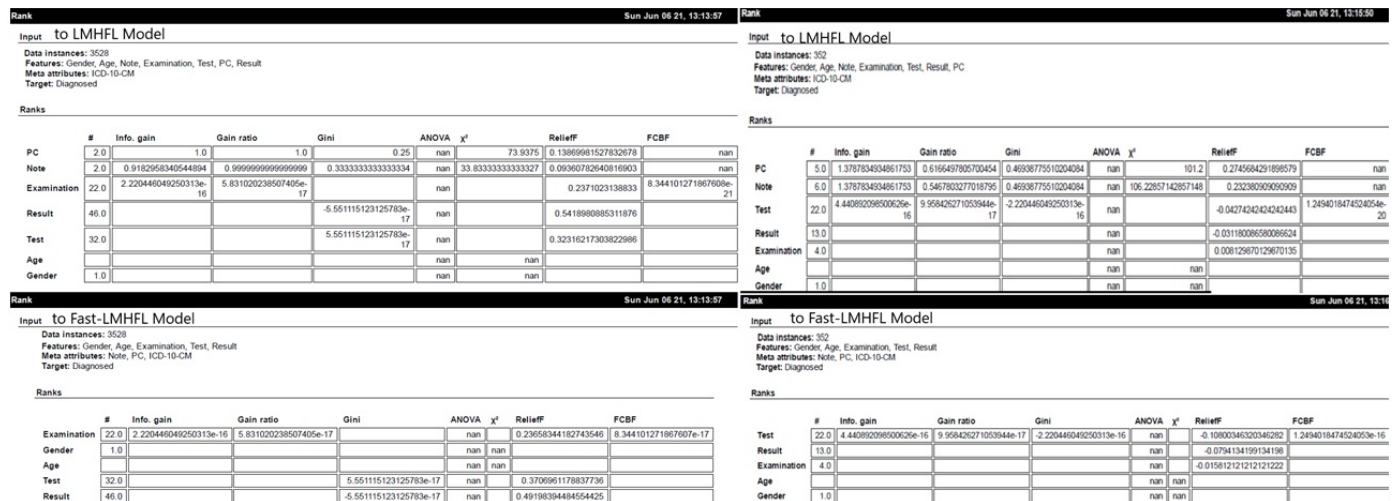 Rank Sun Jun 06 21, 13:13:57
Input to LMHFL Model
Data instances: 3528
Features: Gender, Age, Note, Examination, Test, PC, Result
Meta attributes: ICD-10-CM
Target: Diagnosed
Ranks
# Info. gain Gain ratio Gini ANOVA χ² ReliefF FCBF
PC 2.0 1.0 1.0 0.25 nan 73.9375 0.13869981527832678 nan
Note 2.0 0.9182958340544894 0.9999999999999999 0.3333333333333334 nan 33.83333333333327 0.09360782640816903 nan
Examination 22.0 2.220446049250313e-16 5.831020238507405e-17 nan 0.2371023138833 8.344101271867608e-21
Result 46.0 -5.551115123125783e-17 nan 0.5418980885311876
Test 32.0 5.551115123125783e-17 nan 0.32316217303822986
Age nan nan
Gender 1.0 nan nan
Rank Sun Jun 06 21, 13:15:50
Input to LMHFL Model
Data instances: 352
Features: Gender, Age, Note, Examination, Test, Result, PC
Meta attributes: ICD-10-CM
Target: Diagnosed
Ranks
# Info. gain Gain ratio Gini ANOVA χ² ReliefF FCBF
PC 5.0 1.3787834934861753 0.6166497805700454 0.46938775510204084 nan 101.2 0.2745684291898579 nan
Note 6.0 1.3787834934861753 0.5467803277018795 0.46938775510204084 nan 106.22857142857148 0.232380909090909 nan
Test 22.0 4.440892098500626e-16 9.958426271053944e-17 -2.220446049250313e-16 nan -0.04274242424242443 1.2494018474524054e-20
Result 13.0 nan -0.031180086580086624
Examination 4.0 nan 0.008129870129870135
Age nan nan
Gender 1.0 nan nan
Rank Sun Jun 06 21, 13:13:57
Input to Fast-LMHFL Model
Data instances: 3528
Features: Gender, Age, Examination, Test, Result
Meta attributes: Note, PC, ICD-10-CM
Target: Diagnosed
Ranks
# Info. gain Gain ratio Gini ANOVA χ² ReliefF FCBF
Examination 22.0 2.220446049250313e-16 5.831020238507405e-17 nan 0.23658344182743546 8.344101271867607e-17
Gender 1.0 nan nan
Age nan nan
Test 32.0 5.551115123125783e-17 nan 0.3706961178837736
Result 46.0 -5.551115123125783e-17 nan 0.49198394484554425
Rank Sun Jun 06 21, 13:16
Input to Fast-LMHFL Model
Data instances: 352
Features: Gender, Age, Examination, Test, Result
Meta attributes: Note, PC, ICD-10-CM
Target: Diagnosed
Ranks
# Info. gain Gain ratio Gini ANOVA χ² ReliefF FCBF
Test 22.0 4.440892098500626e-16 9.958426271053944e-17 -2.220446049250313e-16 nan -0.10800346320346282 1.2494018474524053e-16
Result 13.0 nan -0.0794134199134198
Examination 4.0 nan -0.015812121212121222
Age nan nan
Gender 1.0 nan nan